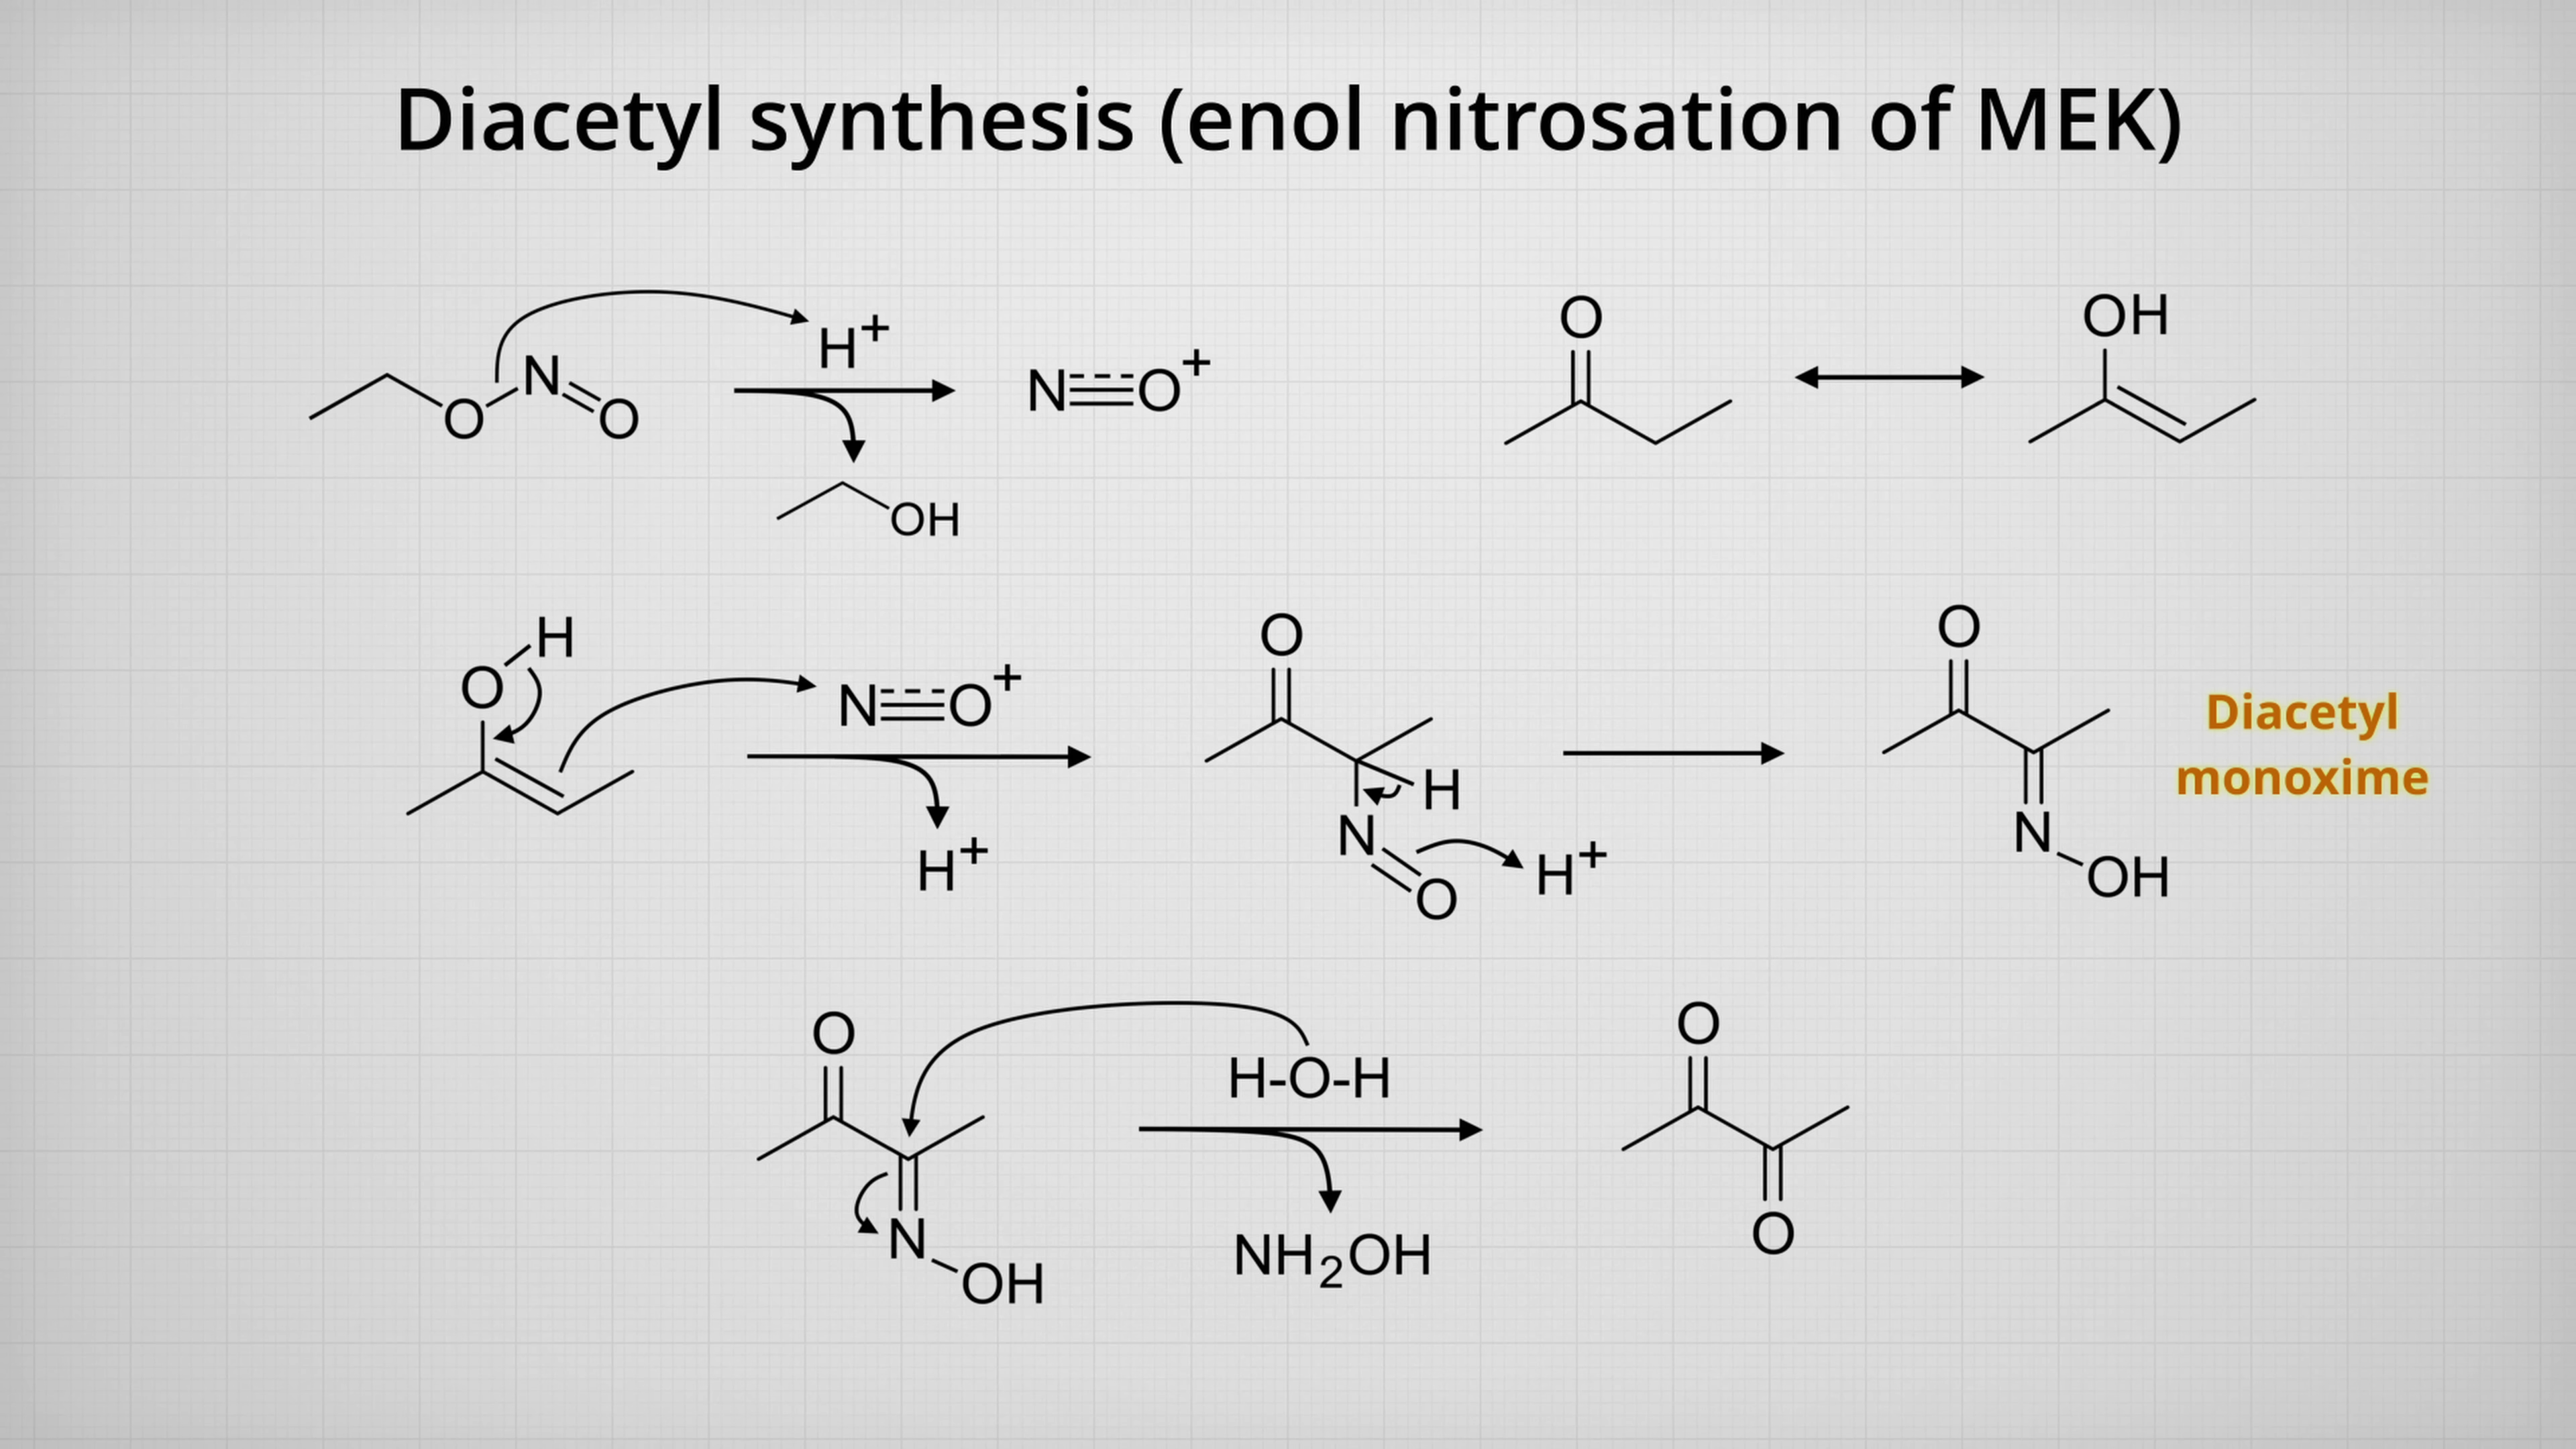 Diacetyl synthesis (enol nitrosation of MEK)
O N O
H+
N O+
OH
O
OH
O H
N O+
H+
O
H
N
O
H+
O
N
OH
Diacetyl
monoxime
O
N
OH
H-O-H
NH2OH
O
O